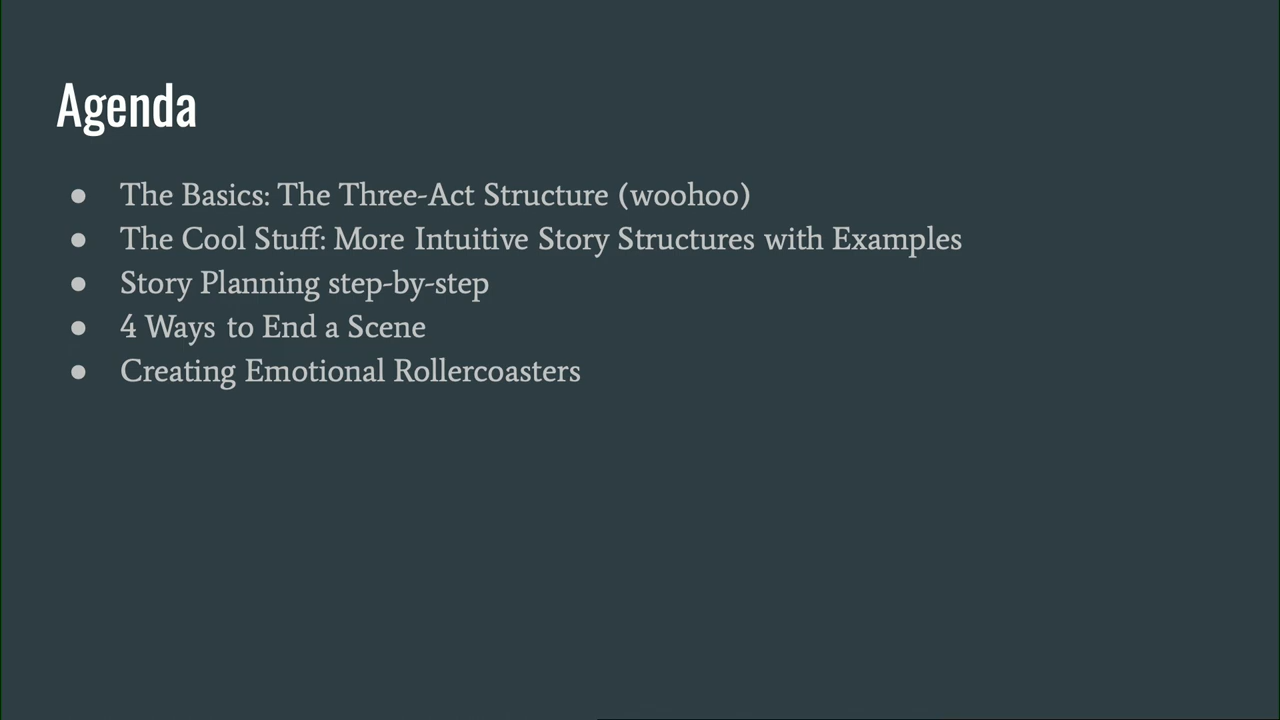 Agenda
● The Basics: The Three-Act Structure (woohoo)
● The Cool Stuff: More Intuitive Story Structures with Examples
● Story Planning step-by-step
● 4 Ways to End a Scene
● Creating Emotional Rollercoasters